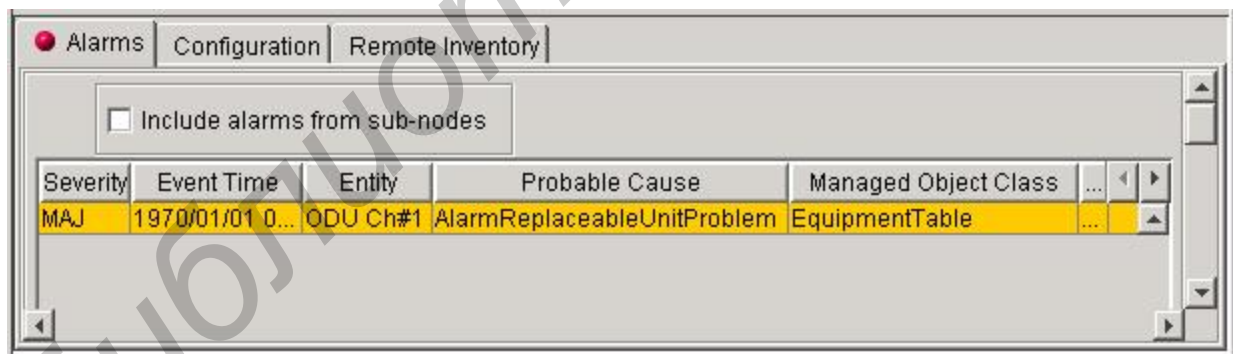 Alarms Configuration Remote Inventory
Include alarms from sub-nodes
Severity Event Time Entity Probable Cause Managed Object Class ...
MAJ 1970/01/01 0... ODU Ch#1 AlarmReplaceableUnitProblem EquipmentTable ...